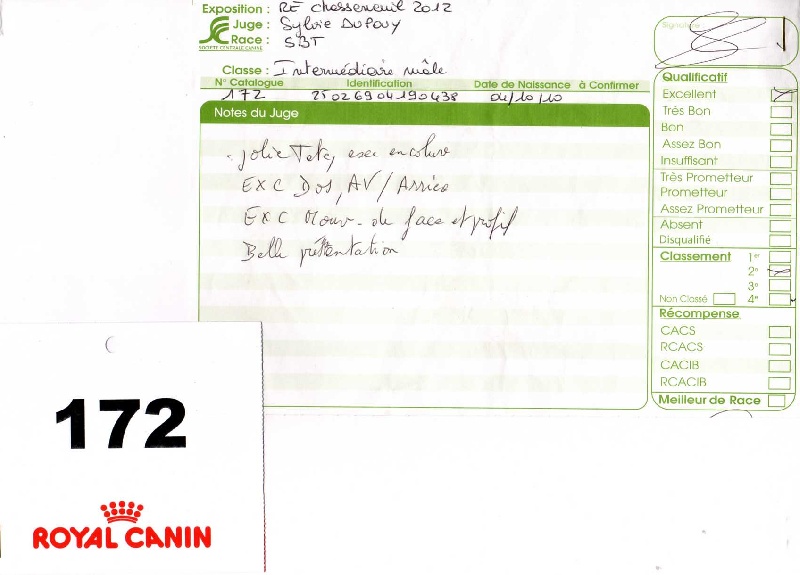 Exposition : RE Chasseneuil 2012
Juge : Sylvie DUPOUY
Race : SBT
SOCIÉTÉ CENTRALE CANINE
Classe : Intermédiaire mâle
N° Catalogue Identification Date de Naissance à Confirmer
172 25026904190438 04/10/10
Notes du Juge
jolie Tete, exc encolure
EXC Dos, AV/Arrière
EXC Mouv- de face et profil
Belle présentation
Signature
Qualificatif
Excellent
Très Bon
Bon
Assez Bon
Insuffisant
Très Prometteur
Prometteur
Assez Prometteur
Absent
Disqualifié
Classement 1er
2e
3e
Non Classé 4e
Récompense
CACS
RCACS
CACIB
RCACIB
Meilleur de Race
172
ROYAL CANIN